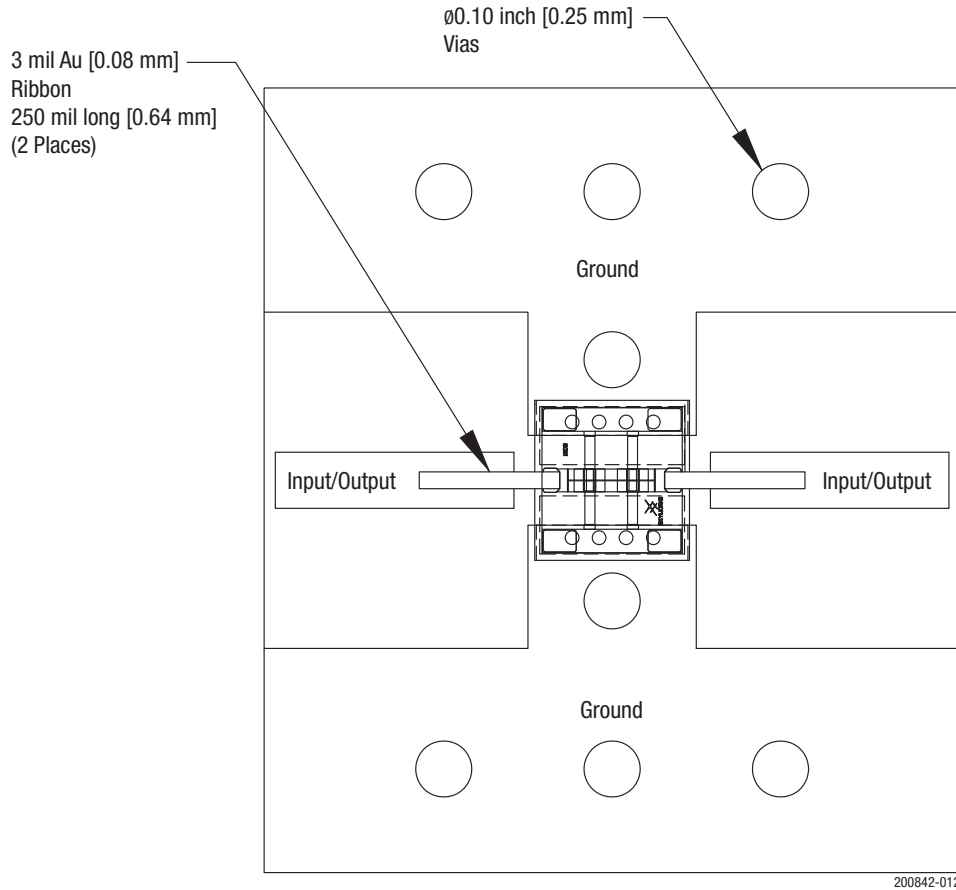 ø0.10 inch [0.25 mm]
Vias
3 mil Au [0.08 mm]
Ribbon
250 mil long [0.64 mm]
(2 Places)
Ground
Input/Output
Input/Output
Ground
200842-012